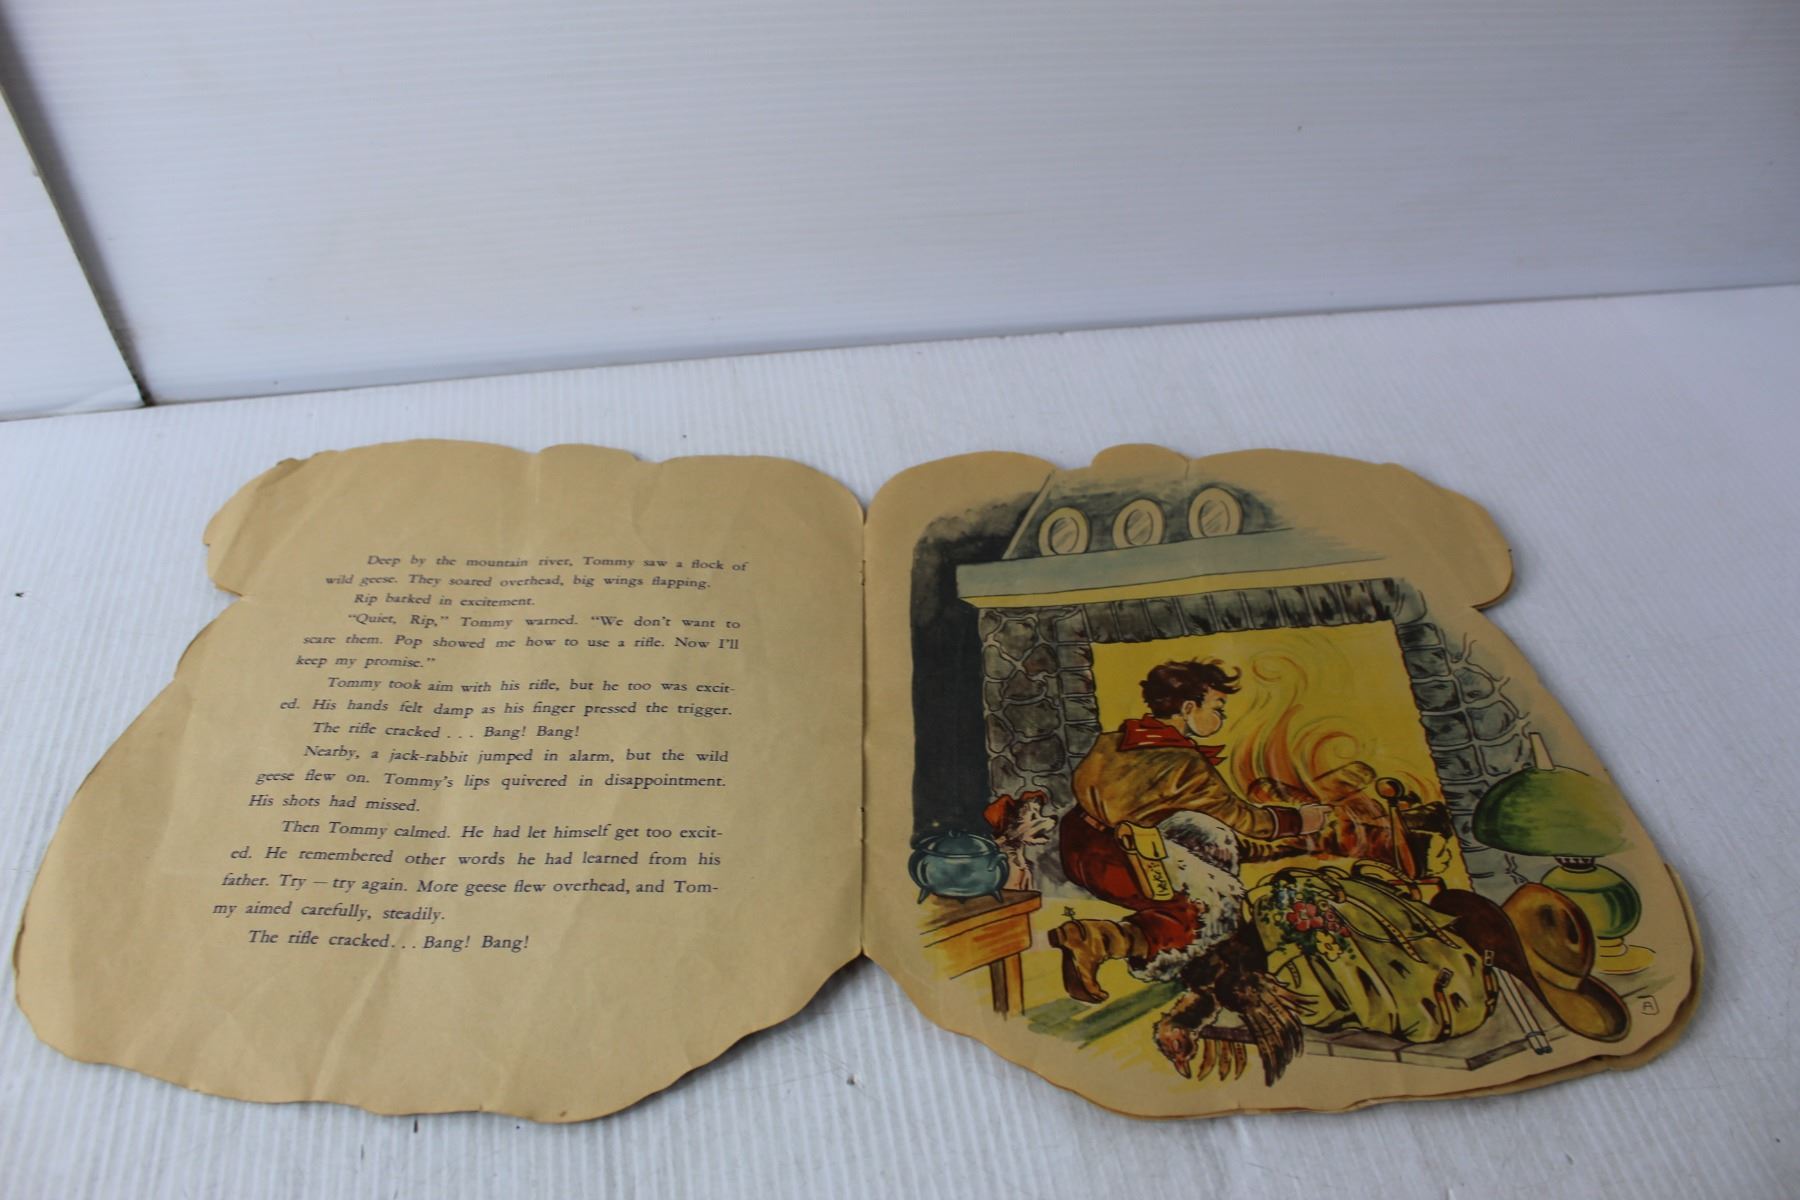 Deep by the mountain river, Tommy saw a flock of
wild geese. They soared overhead, big wings flapping.
Rip barked in excitement.
“Quiet, Rip,” Tommy warned. “We don’t want to
scare them. Pop showed me how to use a rifle. Now I’ll
keep my promise.”
Tommy took aim with his rifle, but he too was excit-
ed. His hands felt damp as his finger pressed the trigger.
The rifle cracked . . . Bang! Bang!
Nearby, a jack-rabbit jumped in alarm, but the wild
geese flew on. Tommy’s lips quivered in disappointment.
His shots had missed.
Then Tommy calmed. He had let himself get too excit-
ed. He remembered other words he had learned from his
father. Try — try again. More geese flew overhead, and Tom-
my aimed carefully, steadily.
The rifle cracked. . . Bang! Bang!
A